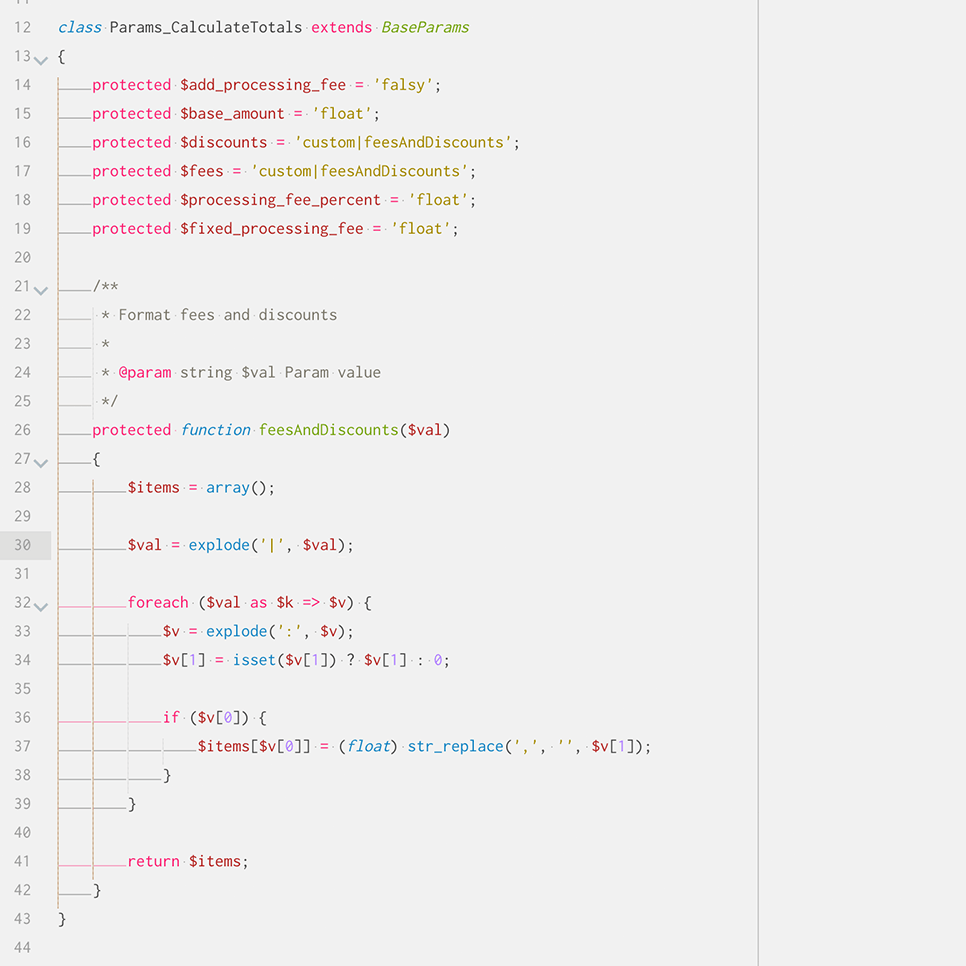 12 class Params_CalculateTotals extends BaseParams
13 {
14 protected $add_processing_fee = 'falsy';
15 protected $base_amount = 'float';
16 protected $discounts = 'custom|feesAndDiscounts';
17 protected $fees = 'custom|feesAndDiscounts';
18 protected $processing_fee_percent = 'float';
19 protected $fixed_processing_fee = 'float';
20
21 /**
22 * Format fees and discounts
23 *
24 * @param string $val Param value
25 */
26 protected function feesAndDiscounts($val)
27 {
28 $items = array();
29
30 $val = explode('|', $val);
31
32 foreach ($val as $k => $v) {
33 $v = explode(':', $v);
34 $v[1] = isset($v[1]) ? $v[1] : 0;
35
36 if ($v[0]) {
37 $items[$v[0]] = (float) str_replace(',', '', $v[1]);
38 }
39 }
40
41 return $items;
42 }
43 }
44